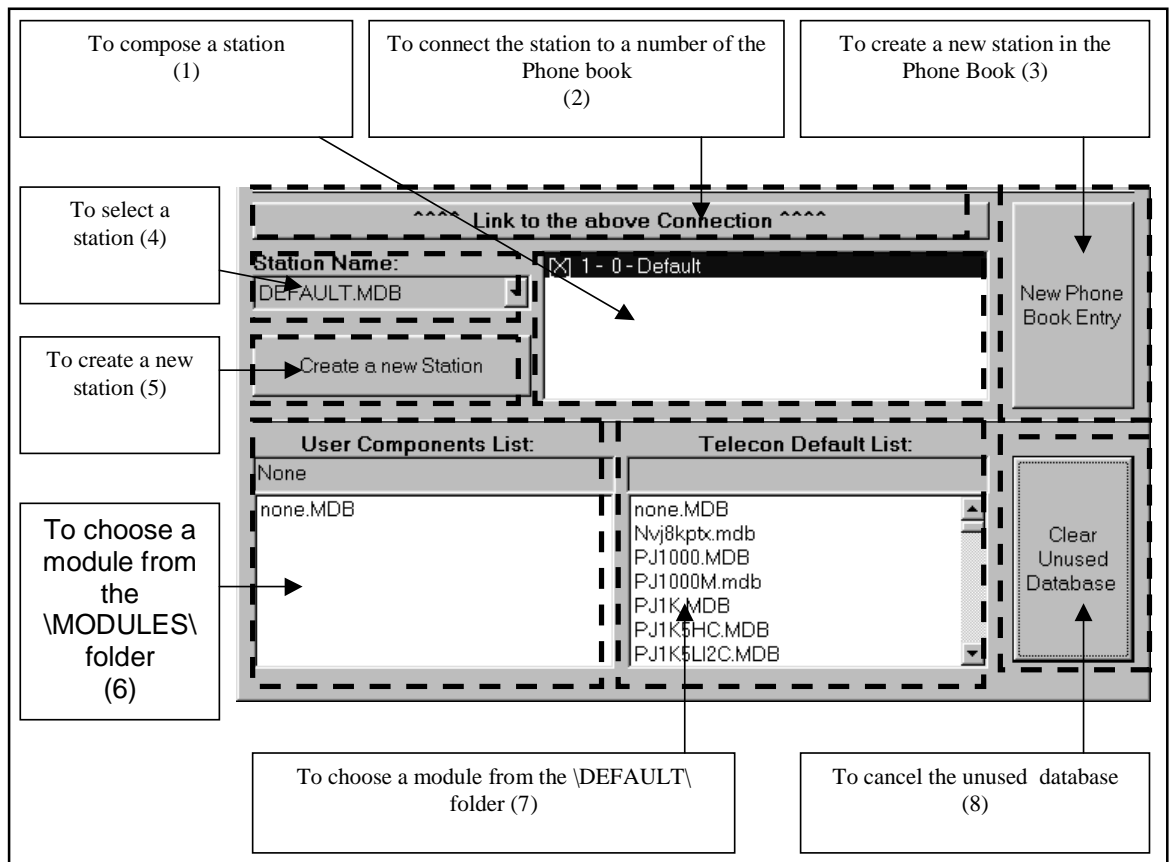 To compose a station
(1)
To connect the station to a number of the
Phone book
(2)
To create a new station in the
Phone Book (3)
To select a
station (4)
^^^^ Link to the above Connection ^^^^
Station Name:
DEFAULT.MDB
[X] 1 - 0 - Default
New Phone
Book Entry
To create a new
station (5)
Create a new Station
User Components List:
None
none.MDB
Telecon Default List:
none.MDB
Nvj8kptx.mdb
PJ1000.MDB
PJ1000M.mdb
PJ1K.MDB
PJ1K5HC.MDB
PJ1K5LI2C.MDB
Clear
Unused
Database
To choose a
module from
the
\MODULES\
folder
(6)
To choose a module from the \DEFAULT\
folder (7)
To cancel the unused database
(8)